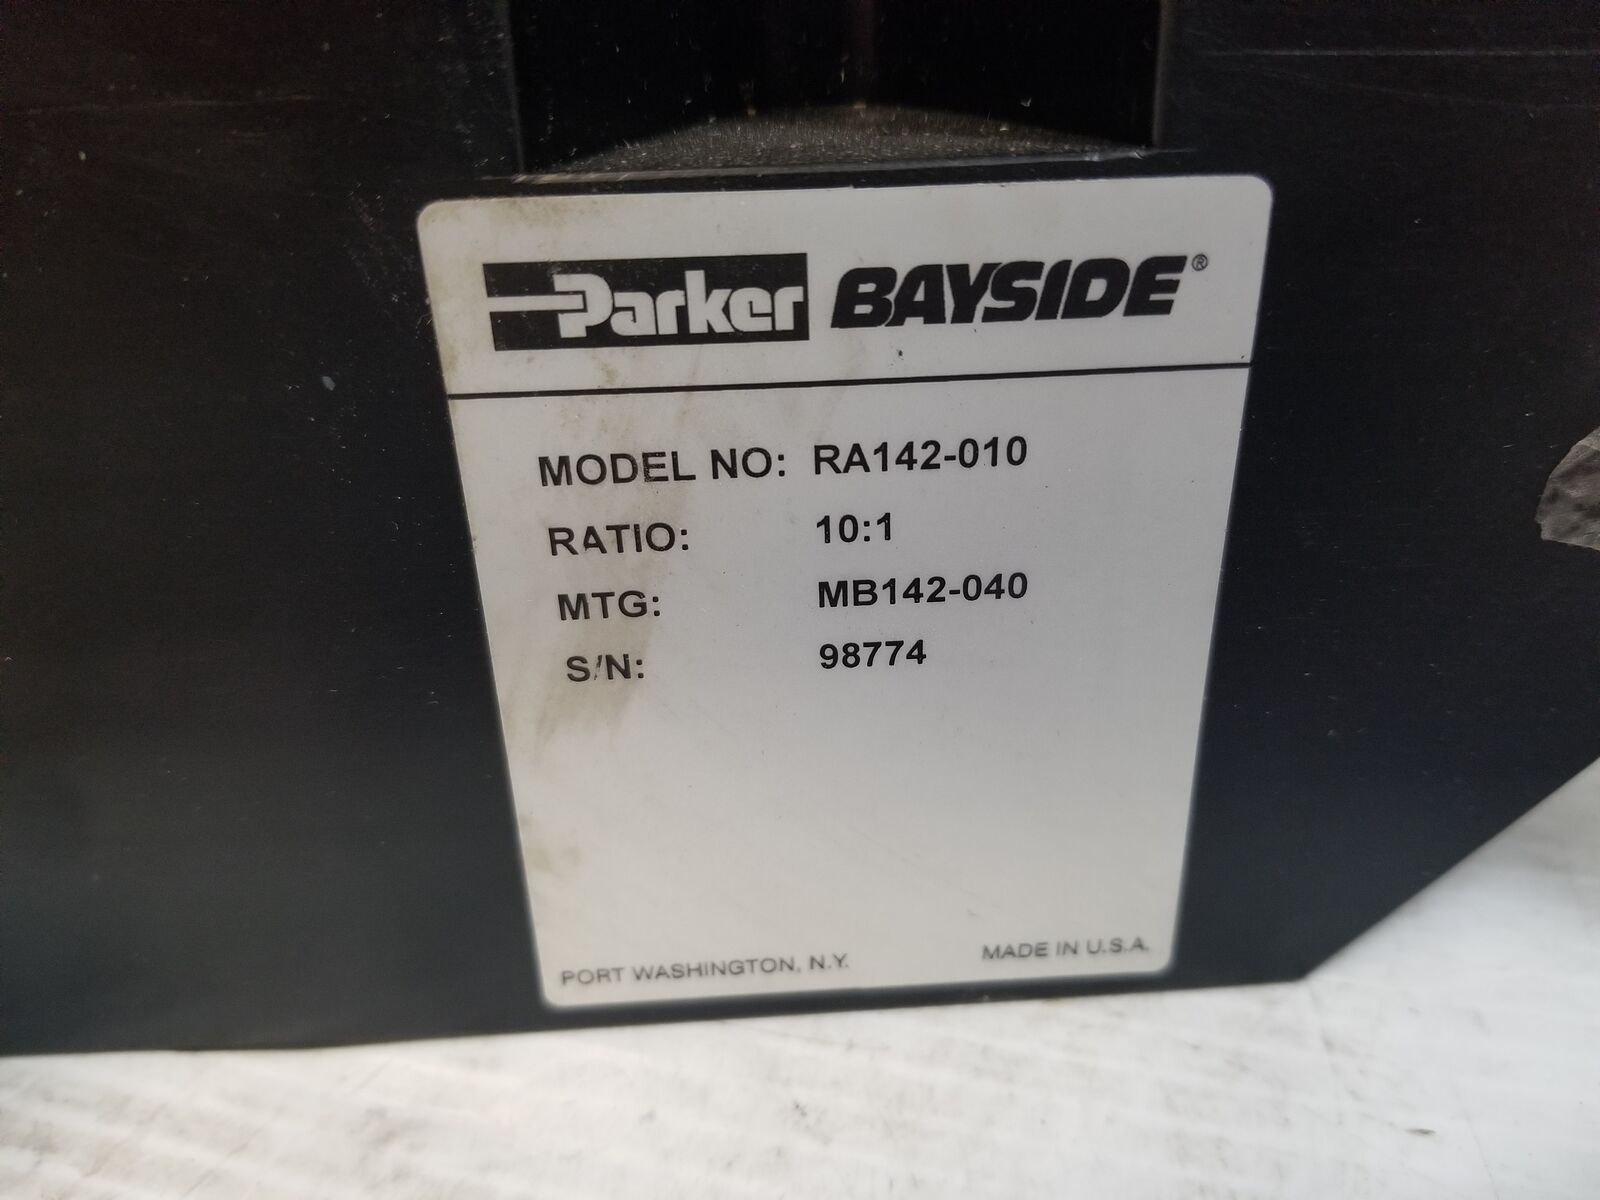 Parker BAYSIDE®
MODEL NO: RA142-010
RATIO: 10:1
MTG: MB142-040
S/N: 98774
PORT WASHINGTON, N.Y. MADE IN U.S.A.